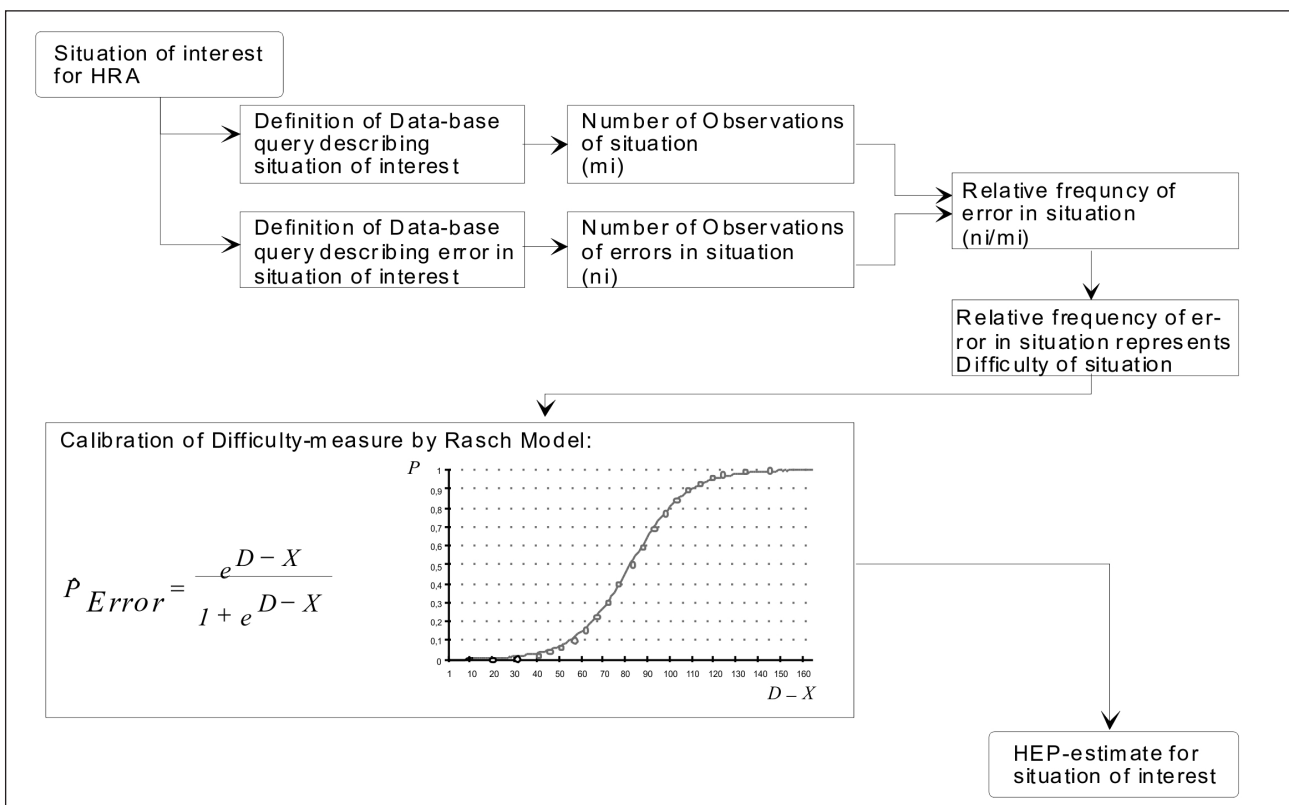 Situation of interest
for HRA
Definition of Data-base
query describing
situation of interest
Number of Observations
of situation
(mi)
Definition of Data-base
query describing error in
situation of interest
Number of Observations
of errors in situation
(ni)
Relative frequncy of
error in situation
(ni/mi)
Relative frequency of er-
ror in situation represents
Difficulty of situation
Calibration of Difficulty-measure by Rasch Model:
P̂ Error = e D – X / 1 + e D – X
P
1
0,9
0,8
0,7
0,6
0,5
0,4
0,3
0,2
0,1
0
1 10 20 30 40 50 60 70 80 90 100 110 120 130 140 150 160
D – X
HEP-estimate for
situation of interest